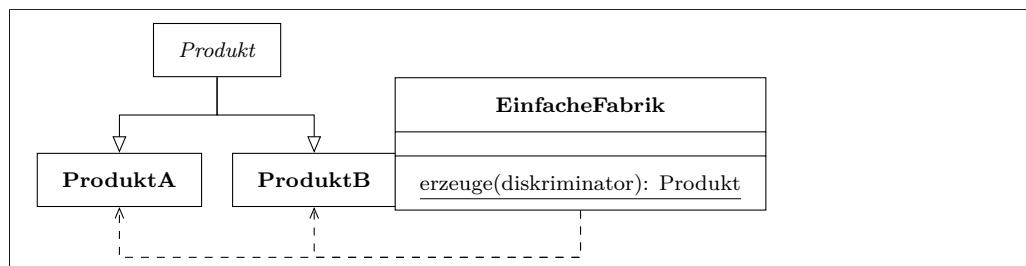 Produkt
EinfacheFabrik
ProduktA
ProduktB
erzeuge(diskriminator): Produkt